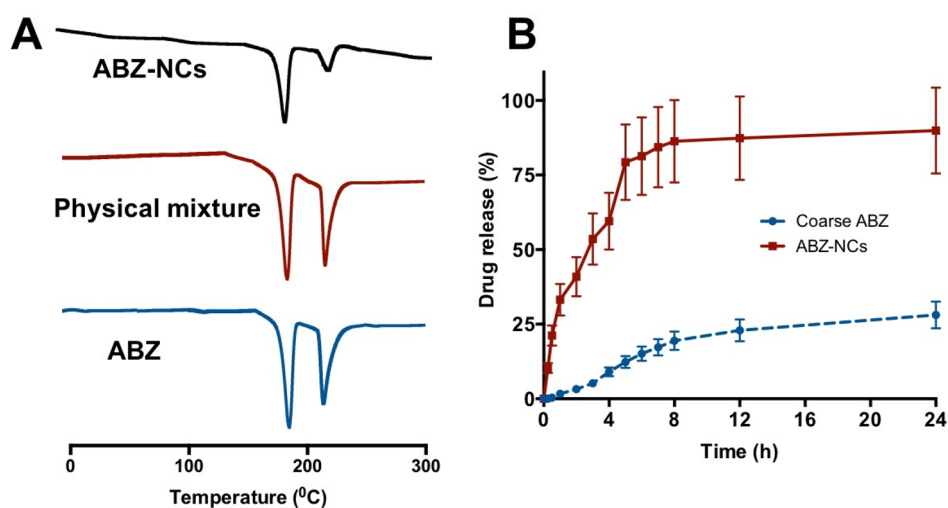 A
ABZ-NCs
Physical mixture
ABZ
0
100
200
300
Temperature (⁰C)
B
100
75
50
25
0
Drug release (%)
Coarse ABZ
ABZ-NCs
0
4
8
12
16
20
24
Time (h)